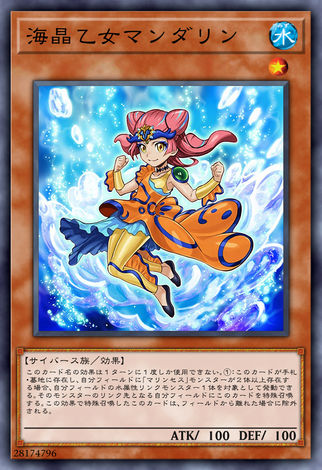 海晶乙女マンダリン
水
【サイバース族／効果】
このカード名の効果は１ターンに１度しか使用できない。①：このカードが手札
・墓地に存在し、自分フィールドに「マリンセス」モンスターが２体以上存在す
る場合、自分フィールドの水属性リンクモンスター１体を対象として発動でき
る。そのモンスターのリンク先となる自分フィールドにこのカードを特殊召喚
する。この効果で特殊召喚したこのカードは、フィールドから離れた場合に除外
される。
ATK/ 100 DEF/ 100
28174796